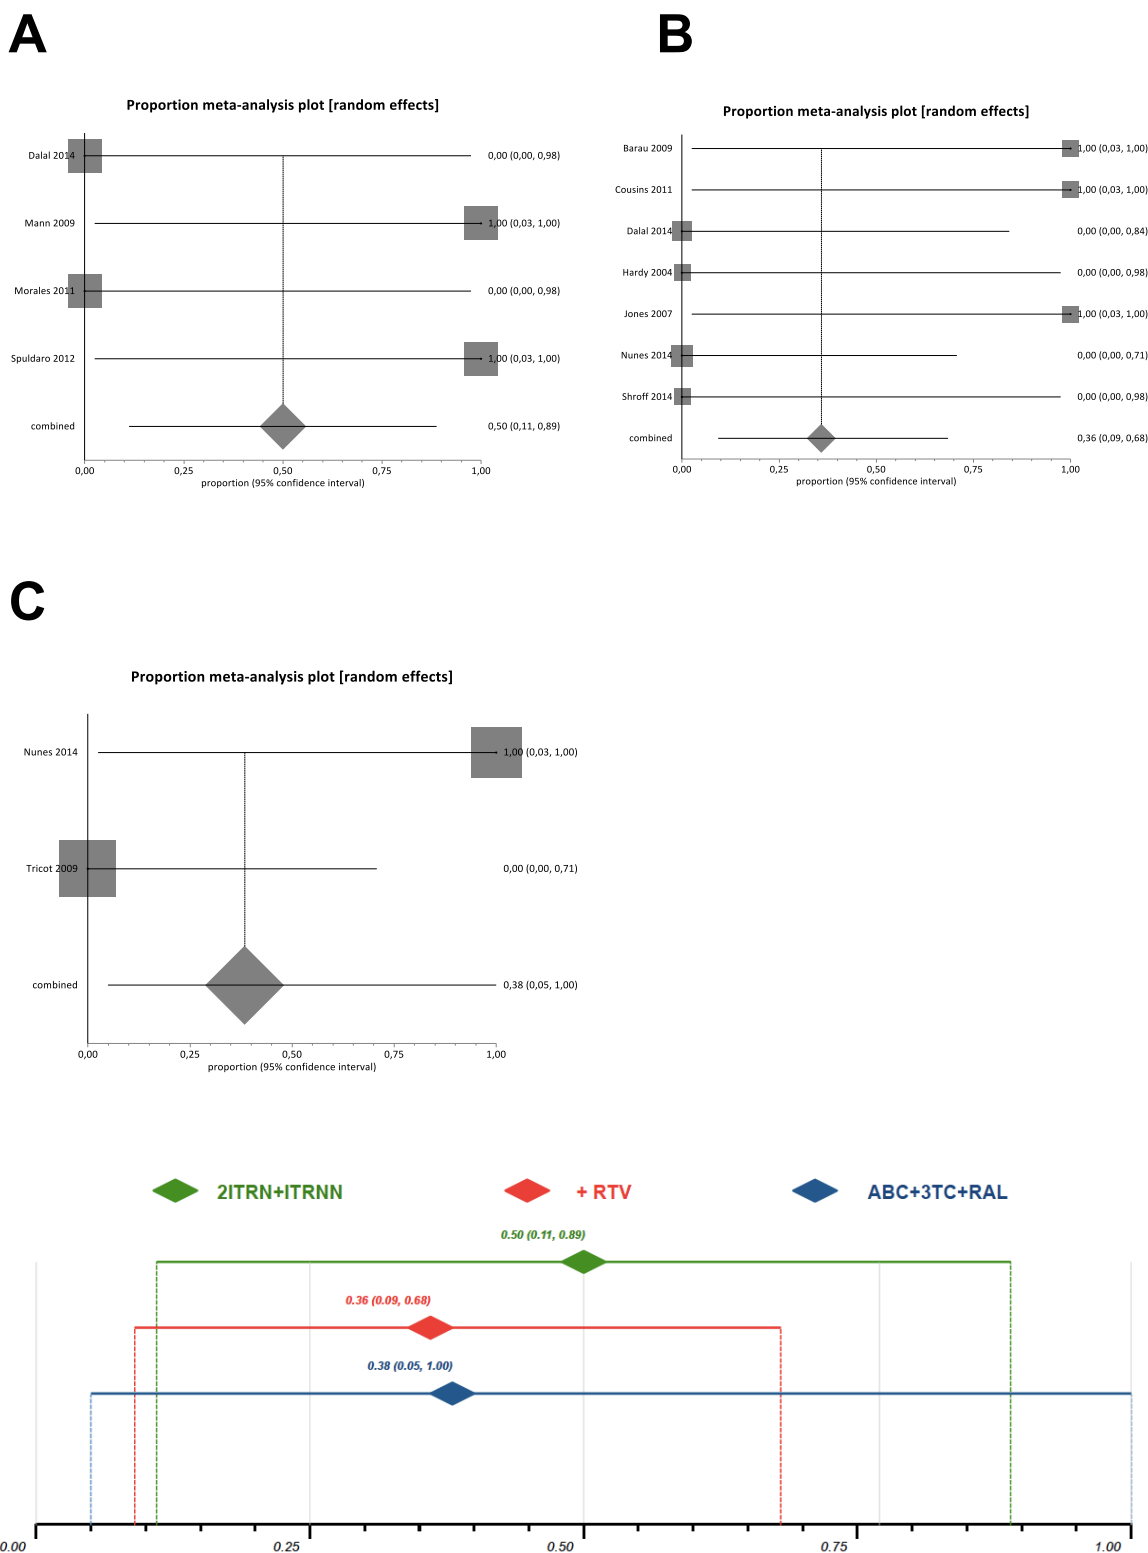 A
B
Proportion meta-analysis plot [random effects]
Dalal 2014 0,00 (0,00, 0,98)
Mann 2009 1,00 (0,03, 1,00)
Morales 2011 0,00 (0,00, 0,98)
Spuldaro 2012 1,00 (0,03, 1,00)
combined 0,50 (0,11, 0,89)
0,00 0,25 0,50 0,75 1,00
proportion (95% confidence interval)
Proportion meta-analysis plot [random effects]
Barau 2009 1,00 (0,03, 1,00)
Cousins 2011 1,00 (0,03, 1,00)
Dalal 2014 0,00 (0,00, 0,84)
Hardy 2004 0,00 (0,00, 0,98)
Jones 2007 1,00 (0,03, 1,00)
Nunes 2014 0,00 (0,00, 0,71)
Shroff 2014 0,00 (0,00, 0,98)
combined 0,36 (0,09, 0,68)
0,00 0,25 0,50 0,75 1,00
proportion (95% confidence interval)
C
Proportion meta-analysis plot [random effects]
Nunes 2014 1,00 (0,03, 1,00)
Tricot 2009 0,00 (0,00, 0,71)
combined 0,38 (0,05, 1,00)
0,00 0,25 0,50 0,75 1,00
proportion (95% confidence interval)
2ITRN+ITRNN + RTV ABC+3TC+RAL
0.50 (0.11, 0.89)
0.36 (0.09, 0.68)
0.38 (0.05, 1.00)
0.00 0.25 0.50 0.75 1.00